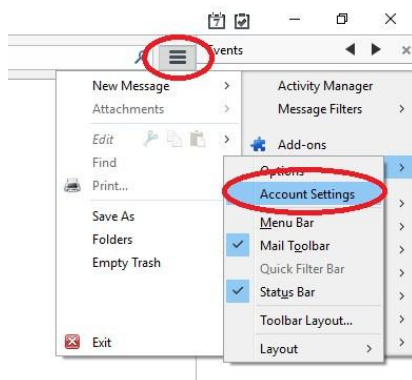 7
Events
New Message
Attachments
Edit
Find
Print...
Save As
Folders
Empty Trash
Exit
Activity Manager
Message Filters
Add-ons
Options
Account Settings
Menu Bar
Mail Toolbar
Quick Filter Bar
Status Bar
Toolbar Layout...
Layout